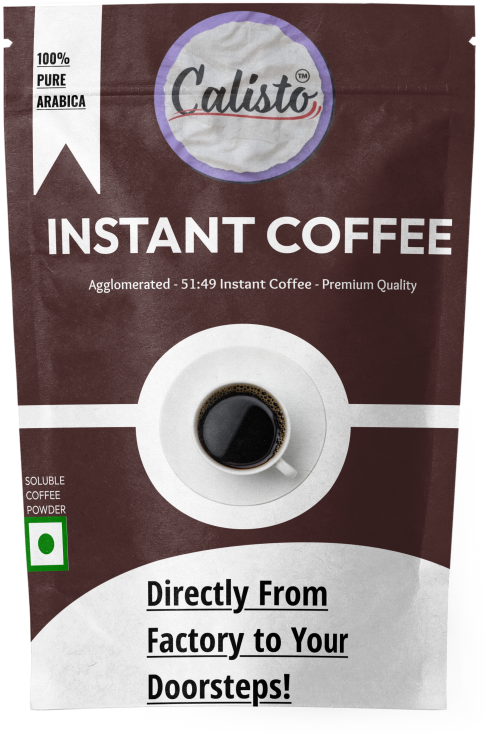 100%
PURE
ARABICA
Calisto™
INSTANT COFFEE
Agglomerated - 51:49 Instant Coffee - Premium Quality
SOLUBLE
COFFEE
POWDER
Directly From
Factory to Your
Doorsteps!